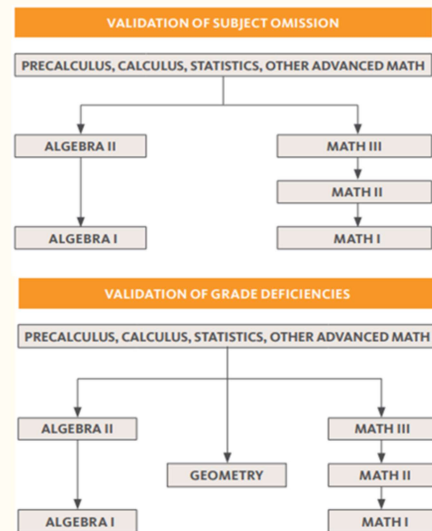 VALIDATION OF SUBJECT OMISSION
PRECALCULUS, CALCULUS, STATISTICS, OTHER ADVANCED MATH
ALGEBRA II
MATH III
MATH II
ALGEBRA I
MATH I
VALIDATION OF GRADE DEFICIENCIES
PRECALCULUS, CALCULUS, STATISTICS, OTHER ADVANCED MATH
ALGEBRA II
MATH III
GEOMETRY
MATH II
ALGEBRA I
MATH I